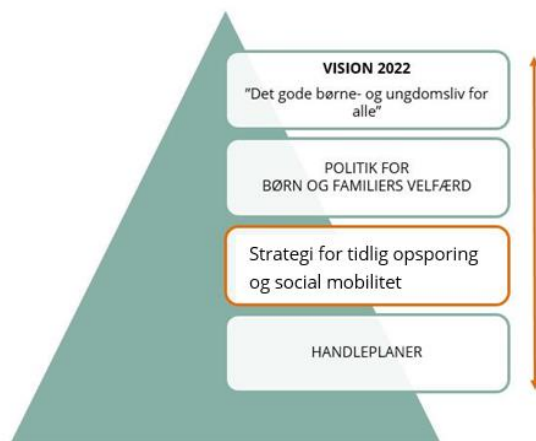 VISION 2022
”Det gode børne- og ungdomsliv for
alle”
POLITIK FOR
BØRN OG FAMILIERS VELFÆRD
Strategi for tidlig opsporing
og social mobilitet
HANDLEPLANER